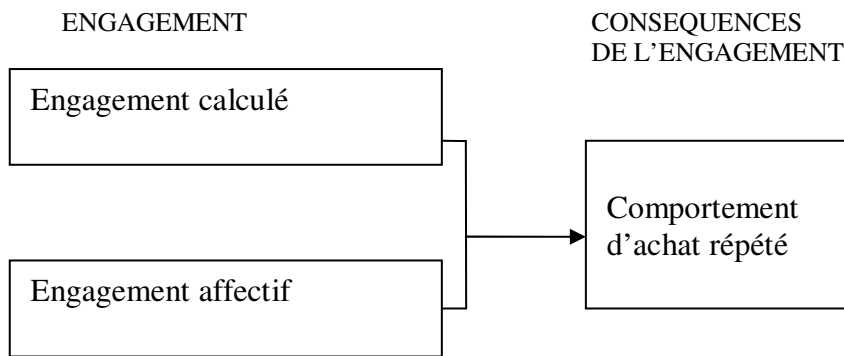 ENGAGEMENT
CONSEQUENCES
DE L’ENGAGEMENT
Engagement calculé
Engagement affectif
Comportement
d’achat répété